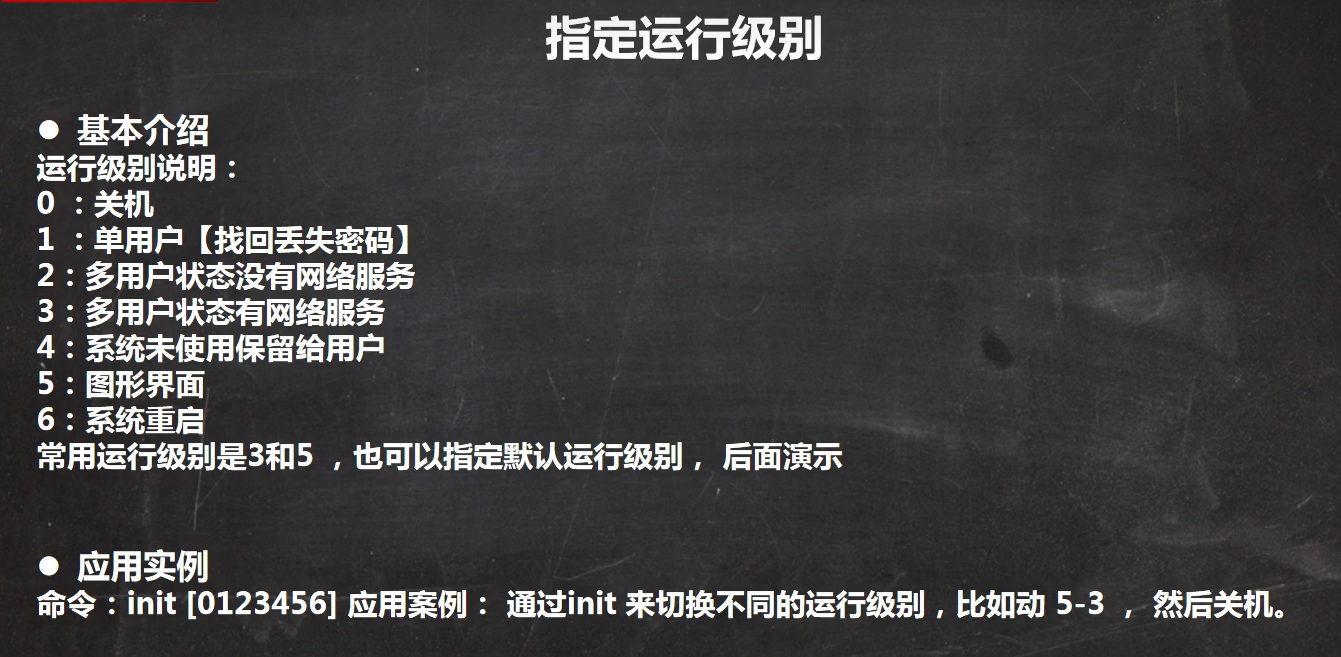 指定运行级别
● 基本介绍
运行级别说明：
0 ：关机
1 ：单用户【找回丢失密码】
2：多用户状态没有网络服务
3：多用户状态有网络服务
4：系统未使用保留给用户
5：图形界面
6：系统重启
常用运行级别是3和5 ，也可以指定默认运行级别， 后面演示
● 应用实例
命令：init [0123456] 应用案例： 通过init 来切换不同的运行级别，比如动 5-3 ， 然后关机。